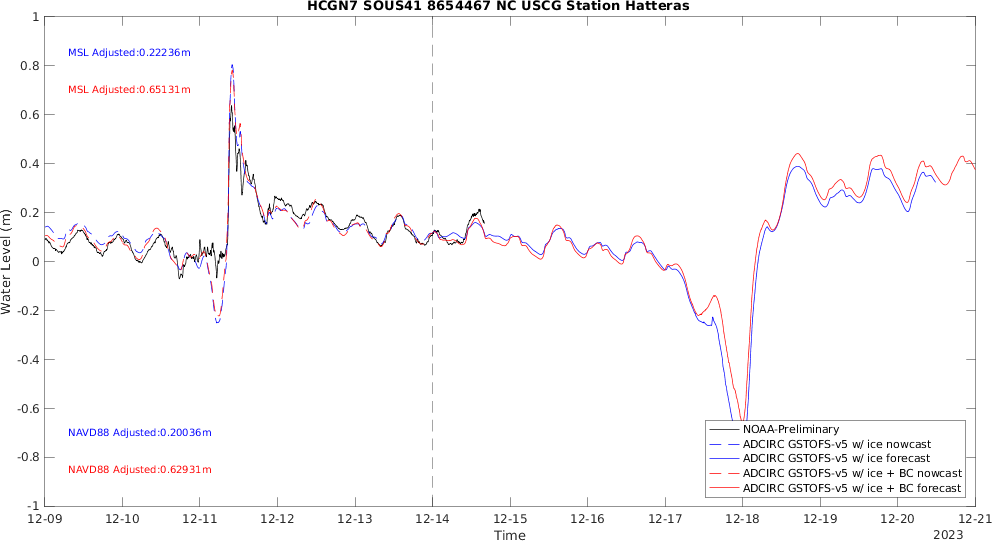 HCGN7 SOUS41 8654467 NC USCG Station Hatteras
1
0.8
0.6
0.4
0.2
0
-0.2
-0.4
-0.6
-0.8
-1
Water Level (m)
MSL Adjusted:0.22236m
MSL Adjusted:0.65131m
NAVD88 Adjusted:0.20036m
NAVD88 Adjusted:0.62931m
NOAA-Preliminary
ADCIRC GSTOFS-v5 w/ ice nowcast
ADCIRC GSTOFS-v5 w/ ice forecast
ADCIRC GSTOFS-v5 w/ ice + BC nowcast
ADCIRC GSTOFS-v5 w/ ice + BC forecast
12-09 12-10 12-11 12-12 12-13 12-14 12-15 12-16 12-17 12-18 12-19 12-20 12-21
Time
2023